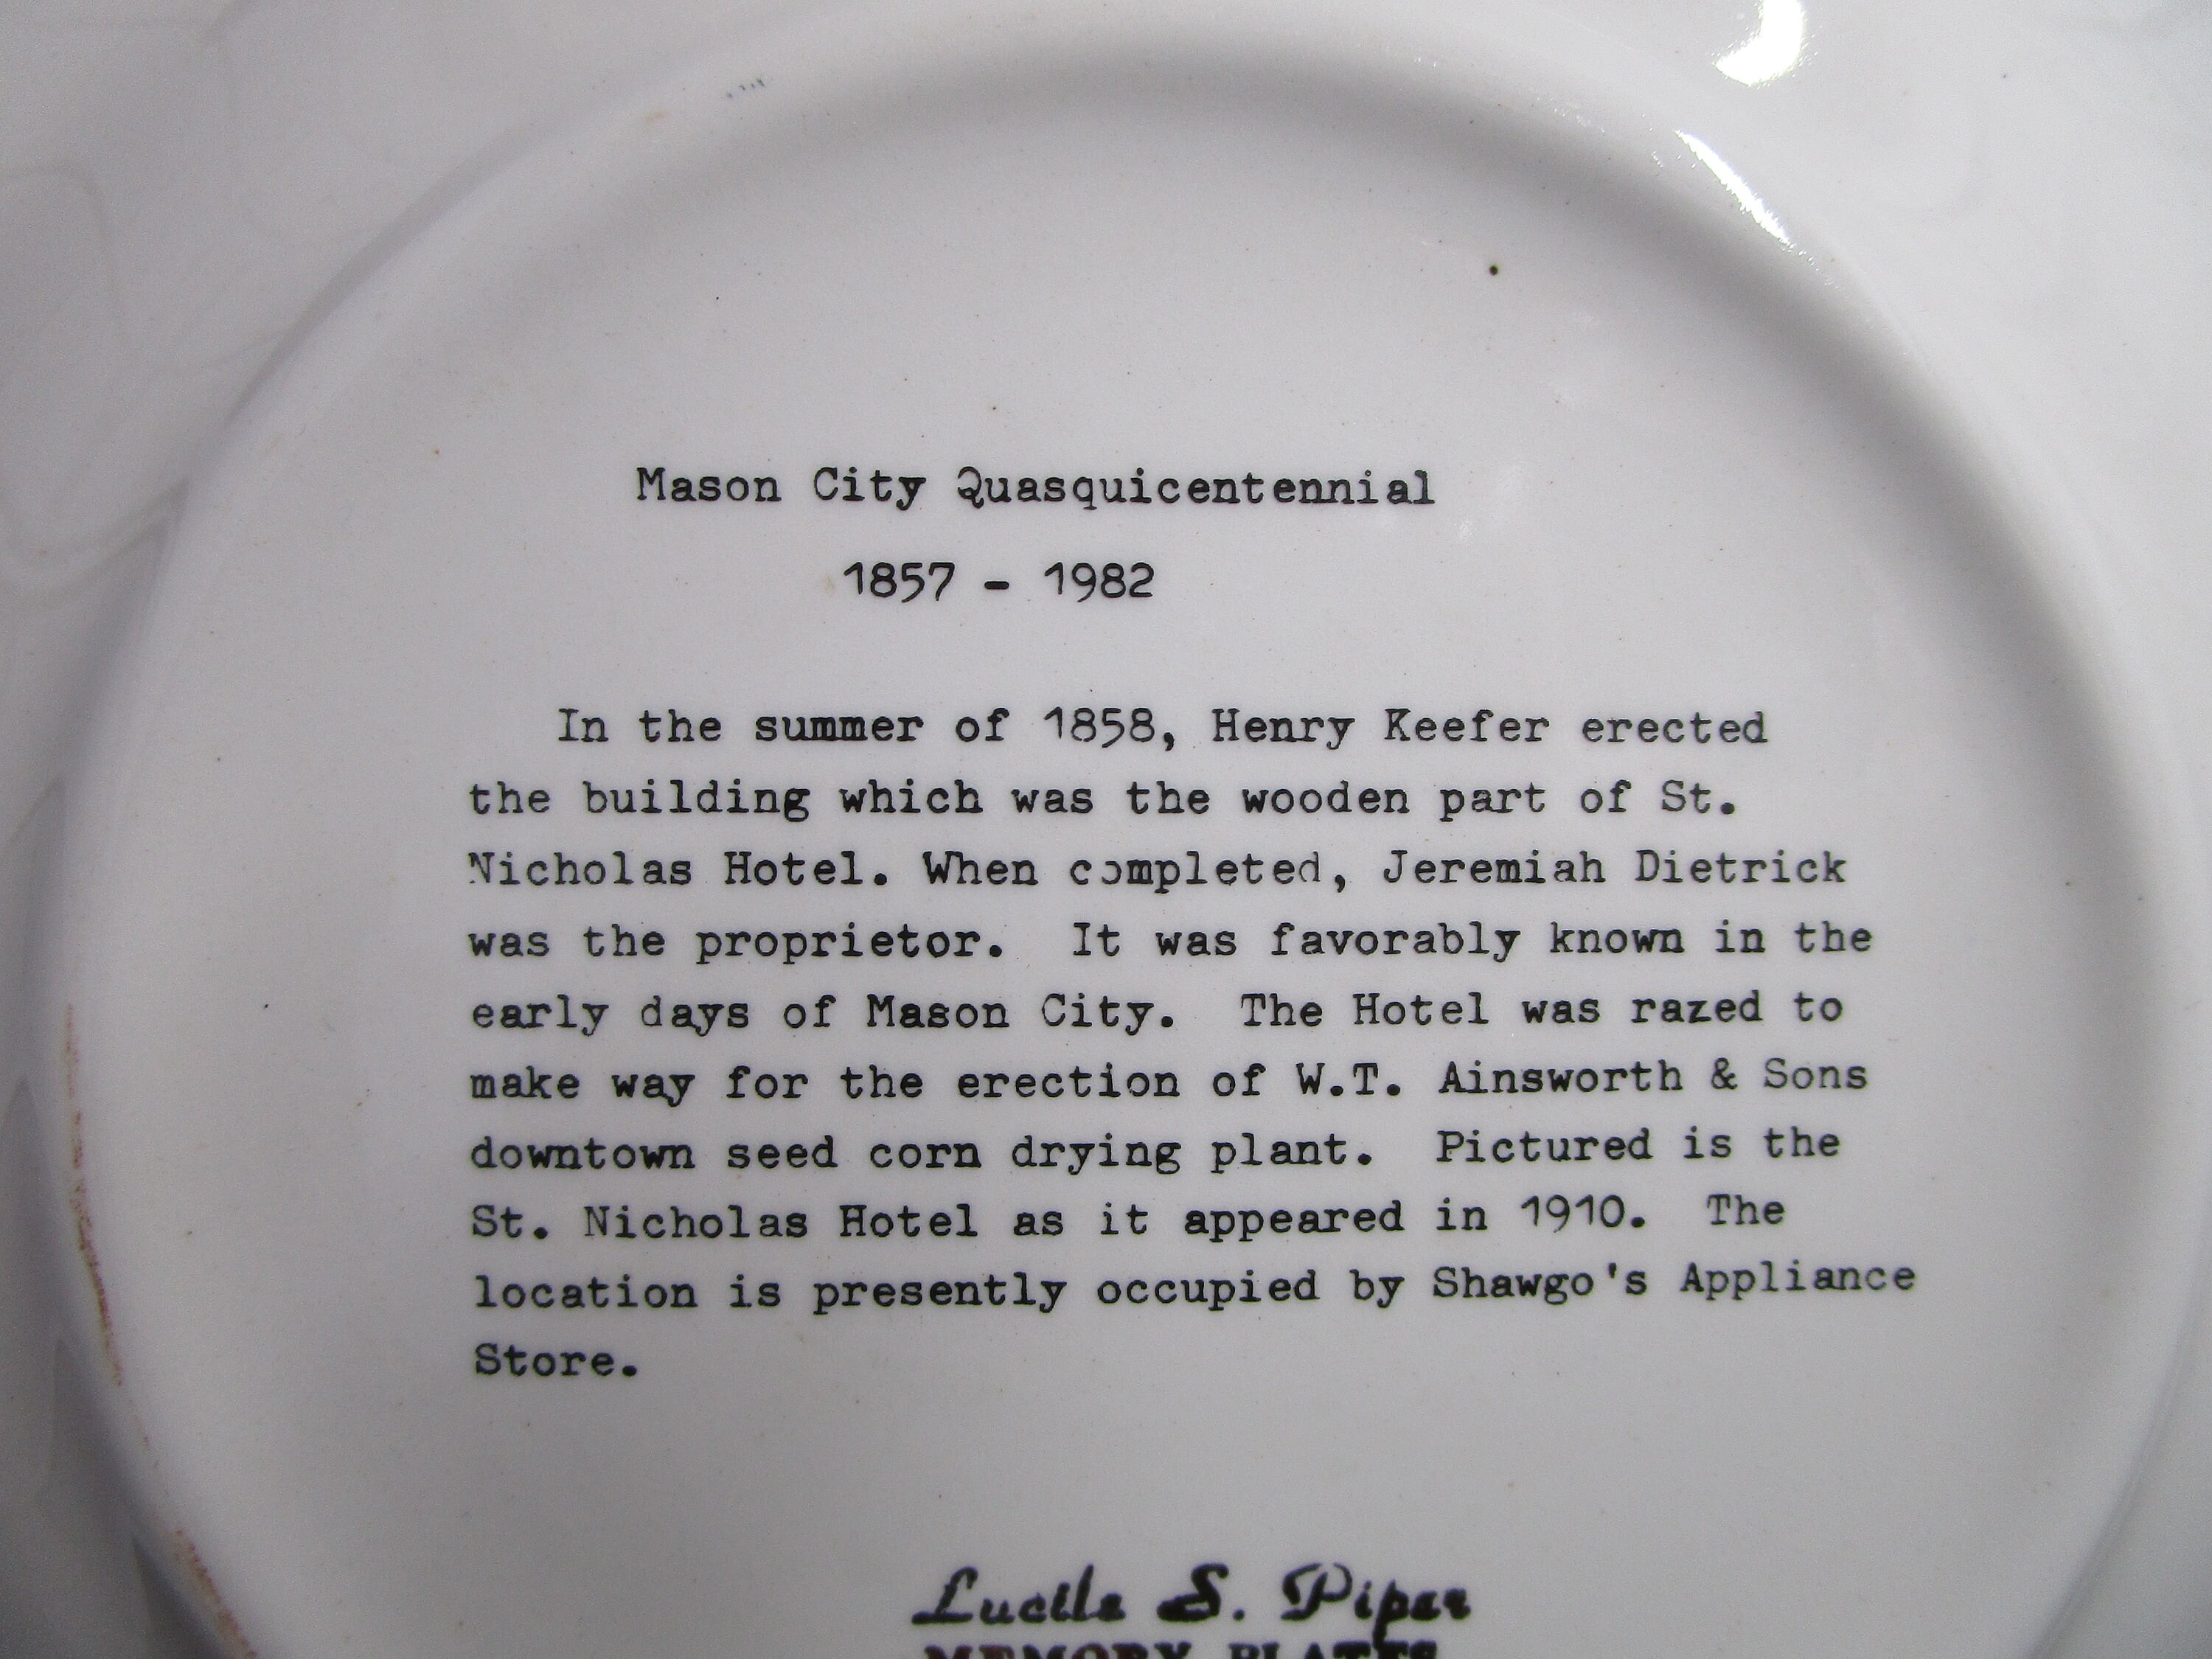 Mason City Quasquicentennial
1857 - 1982
In the summer of 1858, Henry Keefer erected
the building which was the wooden part of St.
Nicholas Hotel. When completed, Jeremiah Dietrick
was the proprietor. It was favorably known in the
early days of Mason City. The Hotel was razed to
make way for the erection of W.T. Ainsworth & Sons
downtown seed corn drying plant. Pictured is the
St. Nicholas Hotel as it appeared in 1910. The
location is presently occupied by Shawgo's Appliance
Store.
Lucile S. Piper
MEMORY PLATES